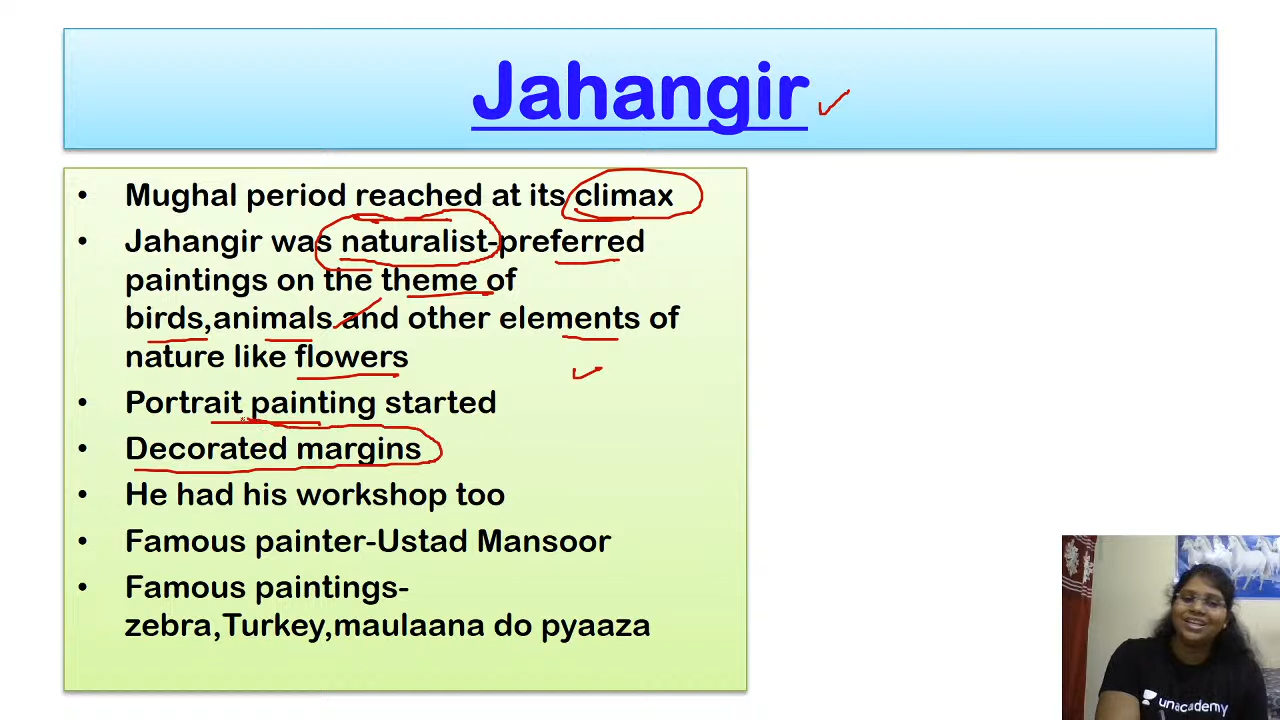 Jahangir
• Mughal period reached at its climax
• Jahangir was naturalist-preferred
paintings on the theme of
birds,animals and other elements of
nature like flowers
• Portrait painting started
• Decorated margins
• He had his workshop too
• Famous painter-Ustad Mansoor
• Famous paintings-
zebra,Turkey,maulaana do pyaaza
unacademy